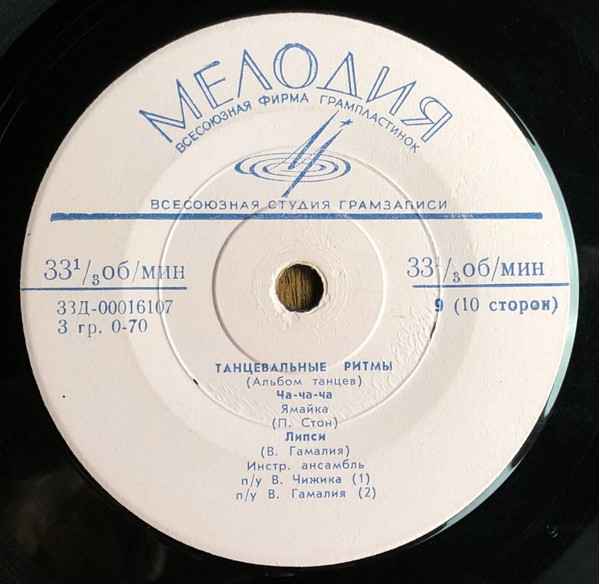 МЕЛОДИЯ
ВСЕСОЮЗНАЯ ФИРМА ГРАМПЛАСТИНОК
ВСЕСОЮЗНАЯ СТУДИЯ ГРАМЗАПИСИ
33¹/₃об/мин
33¹/₃об/мин
33Д-00016107
3 гр. 0-70
9 (10 сторон)
ТАНЦЕВАЛЬНЫЕ РИТМЫ
(Альбом танцев)
Ча-ча-ча
Ямайка
(П. Стон)
Липси
(В. Гамалия)
Инстр. ансамбль
п/у В. Чижика (1)
п/у В. Гамалия (2)